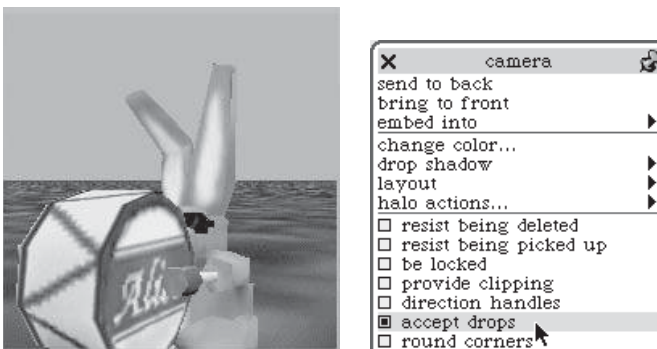 camera
send to back
bring to front
embed into
change color...
drop shadow
layout
halo actions...
resist being deleted
resist being picked up
be locked
provide clipping
direction handles
accept drops
round corners